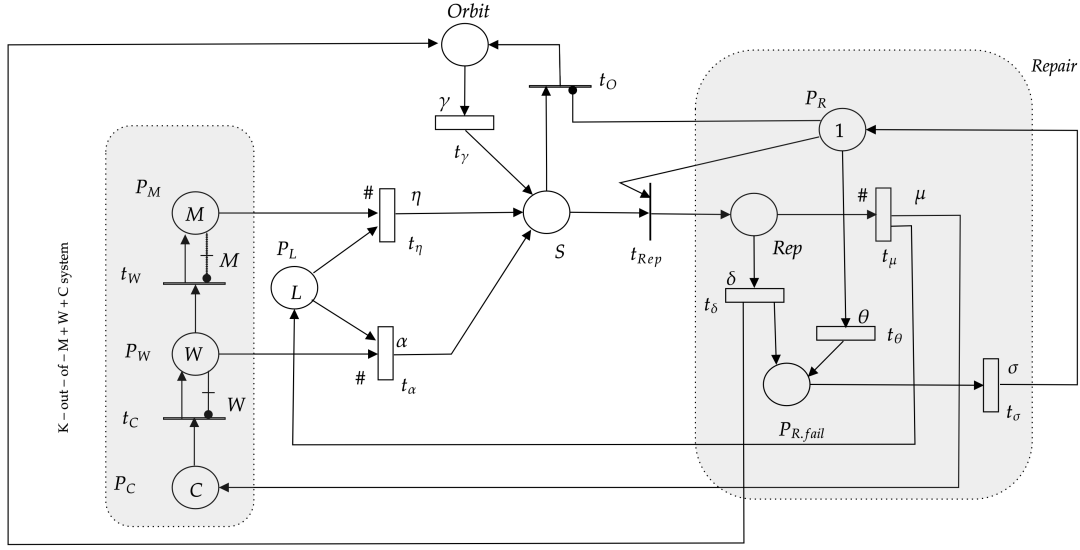 Orbit
Repair
t_O
γ
P_R
1
t_γ
P_M
M
#
η
t_η
t_W
M
P_L
L
S
t_Rep
Rep
#
μ
t_μ
δ
t_δ
θ
t_θ
K – out – of – M + W + C system
P_W
W
α
#
t_α
t_C
W
P_R.fail
σ
t_σ
P_C
C